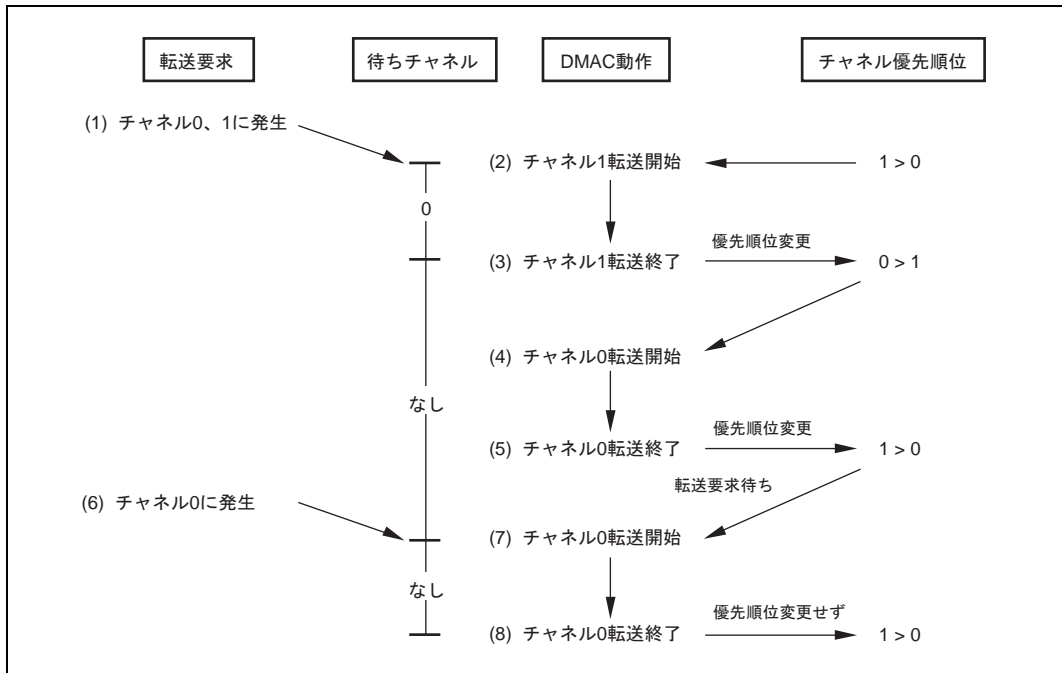 転送要求
待ちチャネル
DMAC動作
チャネル優先順位
(1) チャネル0、1に発生
(2) チャネル1転送開始
1 > 0
0
優先順位変更
(3) チャネル1転送終了
0 > 1
(4) チャネル0転送開始
なし
優先順位変更
(5) チャネル0転送終了
1 > 0
転送要求待ち
(6) チャネル0に発生
(7) チャネル0転送開始
なし
優先順位変更せず
(8) チャネル0転送終了
1 > 0